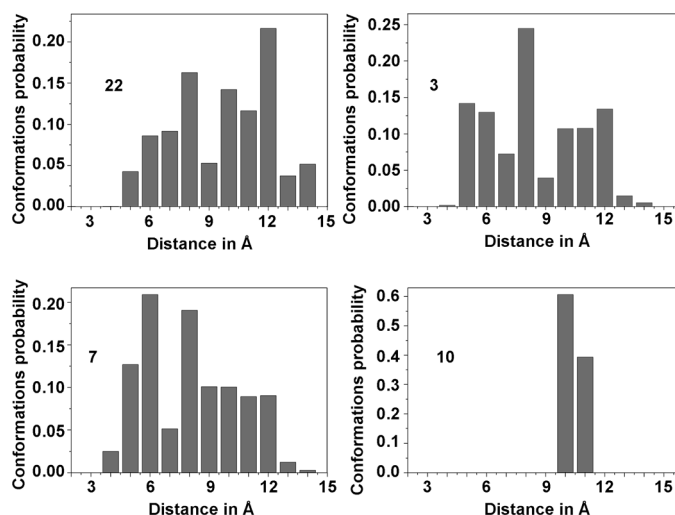 Conformations probability
0.20
0.15
0.10
0.05
0.00
22
3 6 9 12 15
Distance in Å
Conformations probability
0.25
0.20
0.15
0.10
0.05
0.00
3
3 6 9 12 15
Distance in Å
Conformations probability
0.20
0.15
0.10
0.05
0.00
7
3 6 9 12 15
Distance in Å
Conformations probability
0.6
0.5
0.4
0.3
0.2
0.1
0.0
10
3 6 9 12 15
Distance in Å